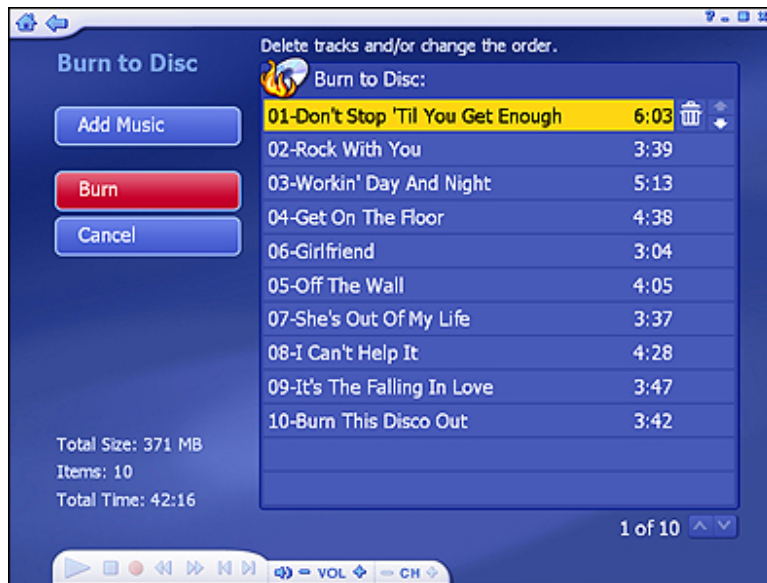 Delete tracks and/or change the order.
Burn to Disc
Burn to Disc:
Add Music
Burn
Cancel
01-Don't Stop 'Til You Get Enough 6:03
02-Rock With You 3:39
03-Workin' Day And Night 5:13
04-Get On The Floor 4:38
06-Girlfriend 3:04
05-Off The Wall 4:05
07-She's Out Of My Life 3:37
08-I Can't Help It 4:28
09-It's The Falling In Love 3:47
10-Burn This Disco Out 3:42
Total Size: 371 MB
Items: 10
Total Time: 42:16
1 of 10
VOL CH